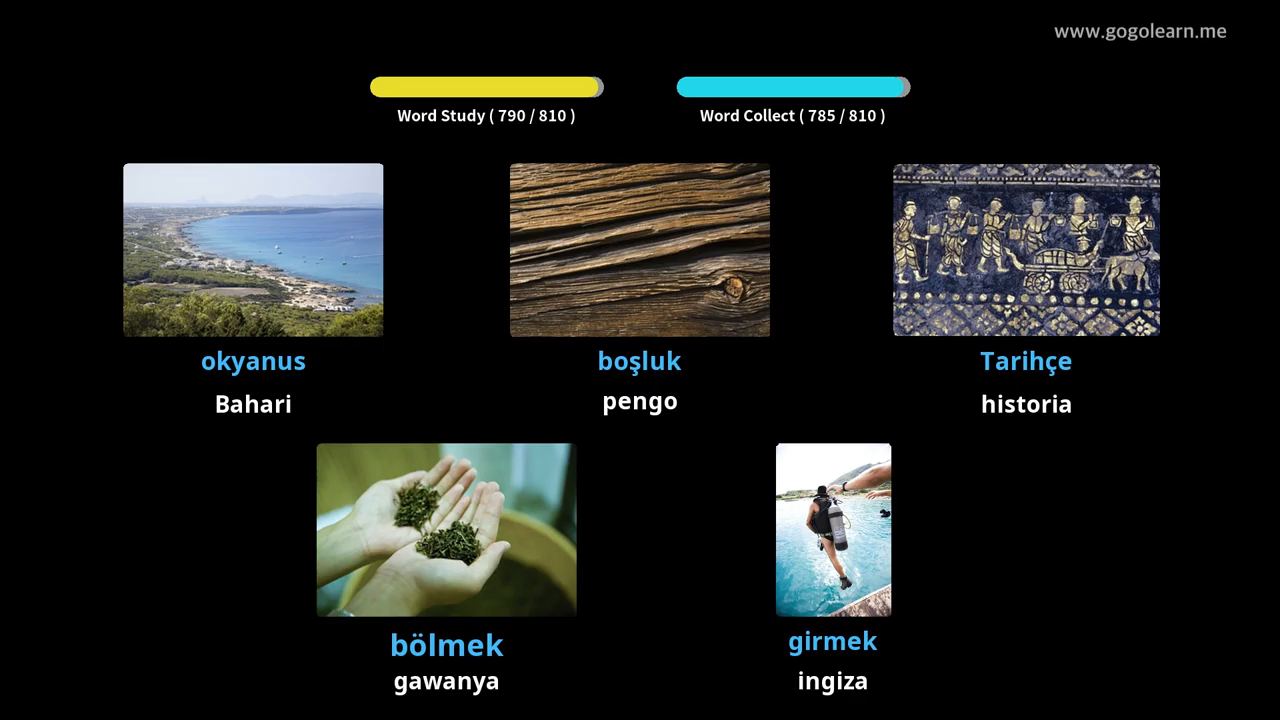 www.gogolearn.me
Word Study ( 790 / 810 )
Word Collect ( 785 / 810 )
okyanus
Bahari
boşluk
pengo
Tarihçe
historia
bölmek
gawanya
girmek
ingiza